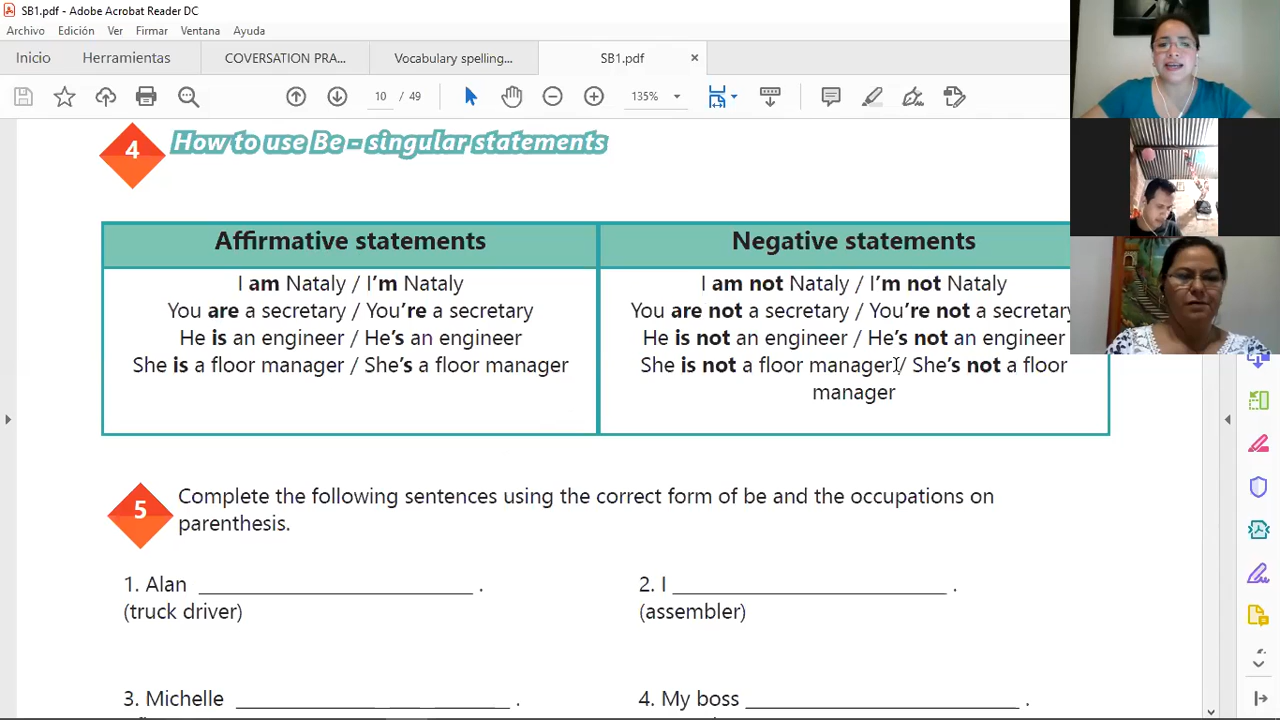 SB1.pdf - Adobe Acrobat Reader DC
Archivo Edición Ver Firmar Ventana Ayuda
Inicio Herramientas COVERSATION PRA... Vocabulary spelling... SB1.pdf
10 / 49 135%
4 How to use Be - singular statements
Affirmative statements Negative statements
I am Nataly / I'm Nataly I am not Nataly / I'm not Nataly
You are a secretary / You're a secretary You are not a secretary / You're not a secretary
He is an engineer / He's an engineer He is not an engineer / He's not an engineer
She is a floor manager / She's a floor manager She is not a floor manager / She's not a floor
manager
5 Complete the following sentences using the correct form of be and the occupations on
parenthesis.
1. Alan ______________________________ . 2. I ______________________________ .
(truck driver) (assembler)
3. Michelle ______________________________ . 4. My boss ______________________________ .